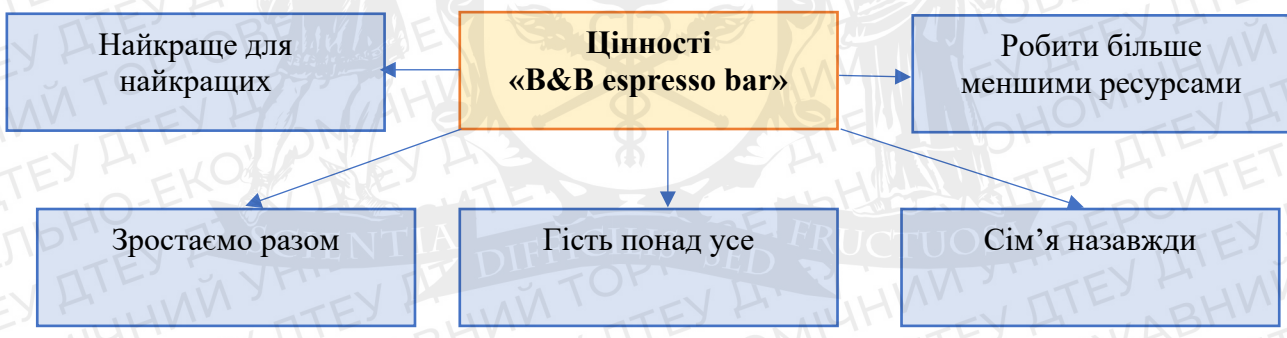 Найкраще для
найкращих
Цінності
«B&B espresso bar»
Робити більше
меншими ресурсами
Зростаємо разом
Гість понад усе
Сім’я назавжди